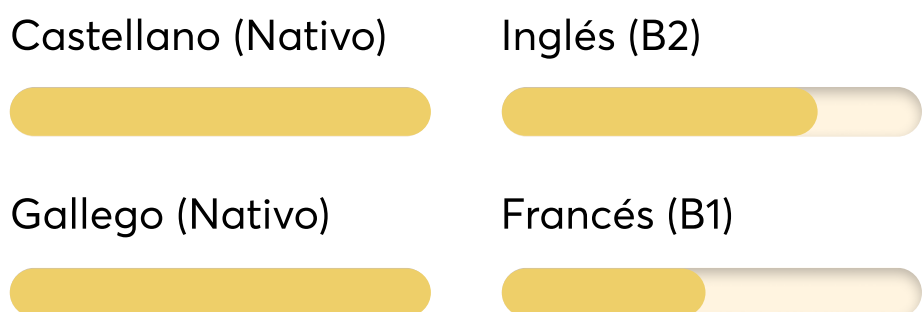 Castellano (Nativo)
Inglés (B2)
Gallego (Nativo)
Francés (B1)